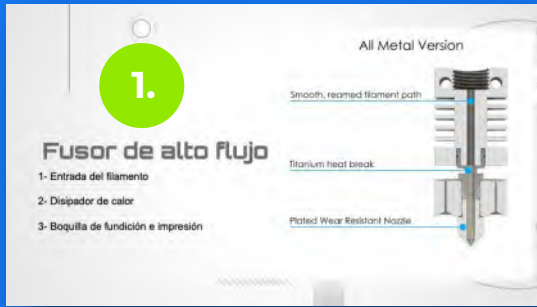 1.
Fusor de alto flujo
1- Entrada del filamento
2- Disipador de calor
3- Boquilla de fundición e impresión
All Metal Version
Smooth, reamed filament path
Titanium heat break
Plated Wear Resistant Nozzle